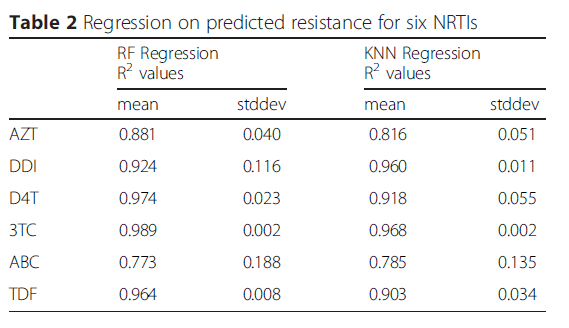 Table 2 Regression on predicted resistance for six NRTIs
RF Regression R² values KNN Regression R² values
mean stddev mean stddev
AZT 0.881 0.040 0.816 0.051
DDI 0.924 0.116 0.960 0.011
D4T 0.974 0.023 0.918 0.055
3TC 0.989 0.002 0.968 0.002
ABC 0.773 0.188 0.785 0.135
TDF 0.964 0.008 0.903 0.034